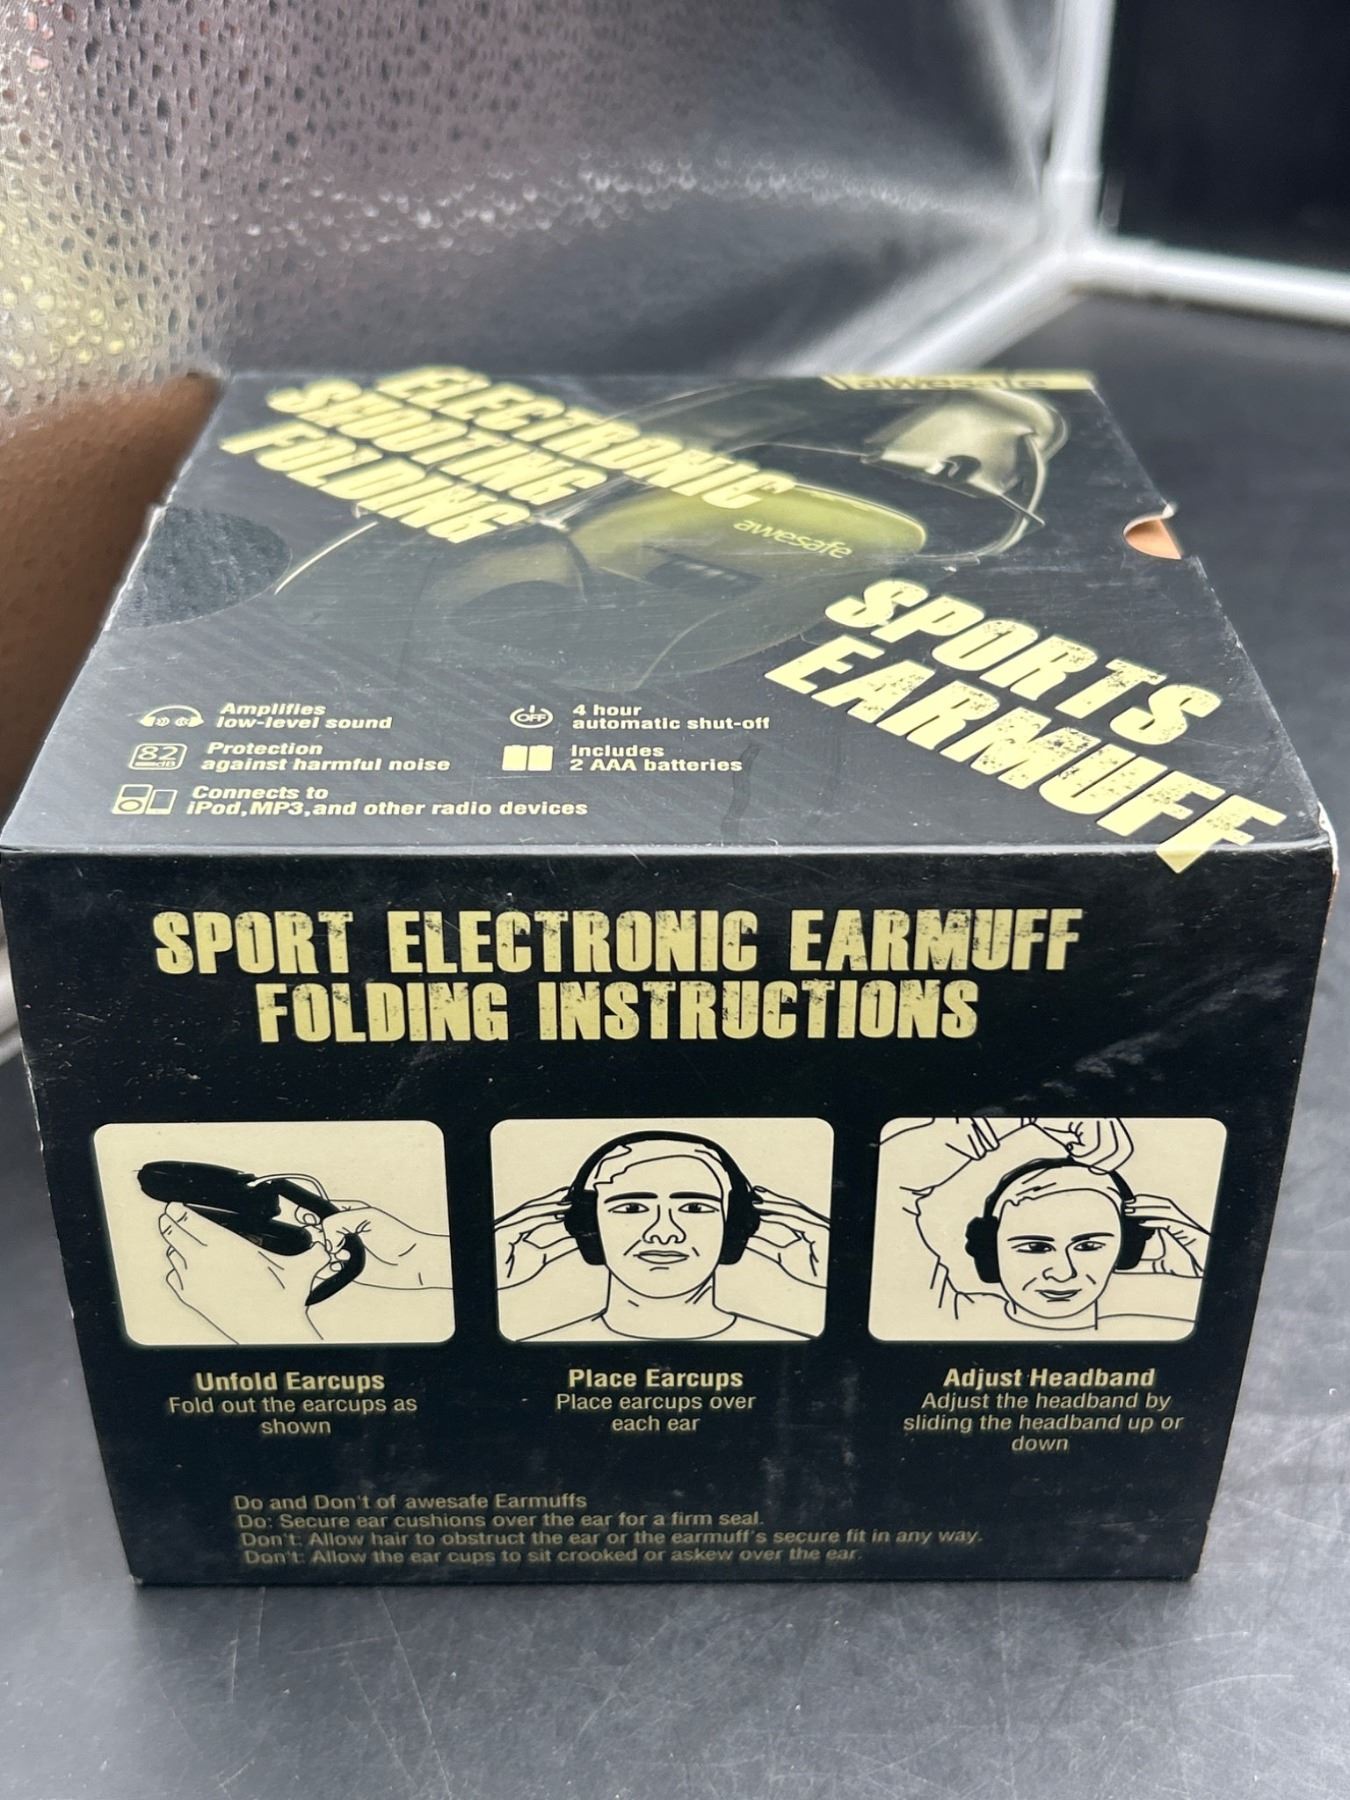 awesafe
ELECTRONIC
SHOOTING
FOLDING
awesafe
SPORTS
EARMUFF
Amplifies
low-level sound
4 hour
automatic shut-off
OFF
82
dB
Protection
against harmful noise
Includes
2 AAA batteries
Connects to
iPod,MP3,and other radio devices
SPORT ELECTRONIC EARMUFF
FOLDING INSTRUCTIONS
Unfold Earcups
Fold out the earcups as
shown
Place Earcups
Place earcups over
each ear
Adjust Headband
Adjust the headband by
sliding the headband up or
down
Do and Don't of awesafe Earmuffs
Do: Secure ear cushions over the ear for a firm seal.
Don't: Allow hair to obstruct the ear or the earmuff's secure fit in any way.
Don't: Allow the ear cups to sit crooked or askew over the ear.